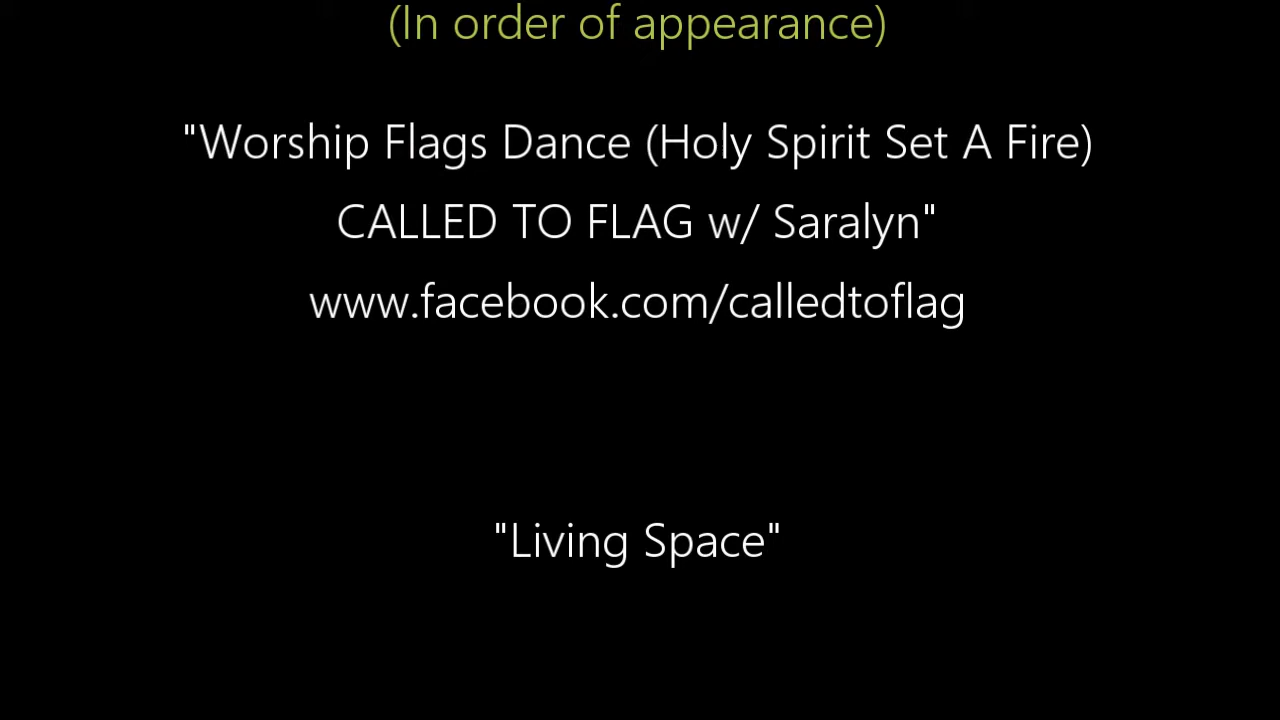 (In order of appearance)
"Worship Flags Dance (Holy Spirit Set A Fire)
CALLED TO FLAG w/ Saralyn"
www.facebook.com/calledtoflag
"Living Space"